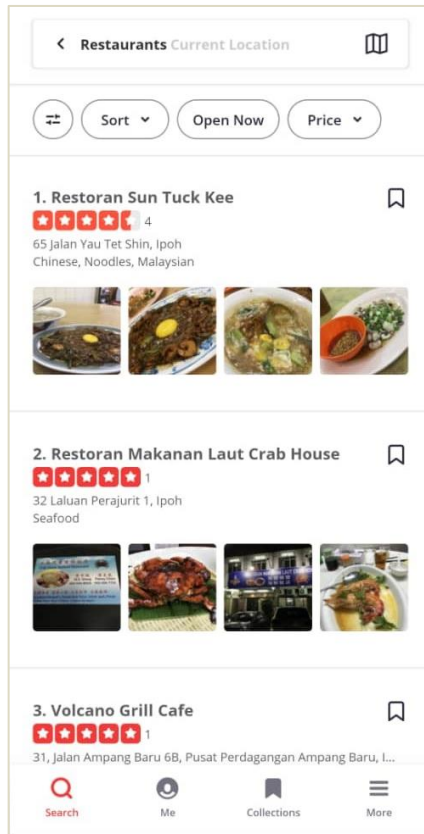 Restaurants Current Location
Sort
Open Now
Price
1. Restoran Sun Tuck Kee
4
65 Jalan Yau Tet Shin, Ipoh
Chinese, Noodles, Malaysian
2. Restoran Makanan Laut Crab House
1
32 Laluan Perajurit 1, Ipoh
Seafood
3. Volcano Grill Cafe
1
31, Jalan Ampang Baru 6B, Pusat Perdagangan Ampang Baru, I...
Search
Me
Collections
More